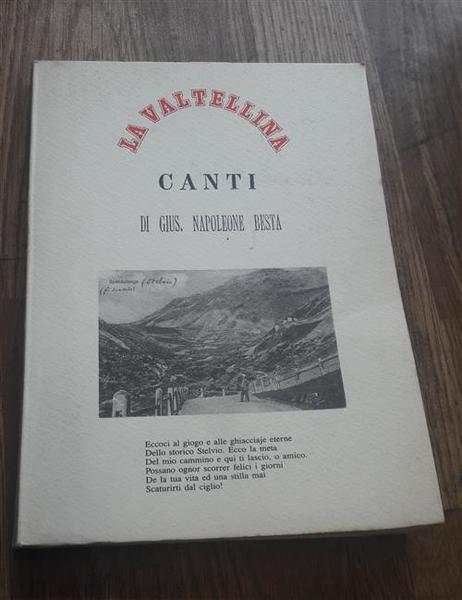 LA VALTELLINA
CANTI
DI GIUS. NAPOLEONE BESTA
(Stelvio)
Eccoci al giogo e alle ghiacciaje eterne
Dello storico Stelvio. Ecco la meta
Del mio cammino e qui ti lascio, o amico.
Possano ognor scorrer felici i giorni
De la tua vita ed una stilla mai
Scaturirti dal ciglio!